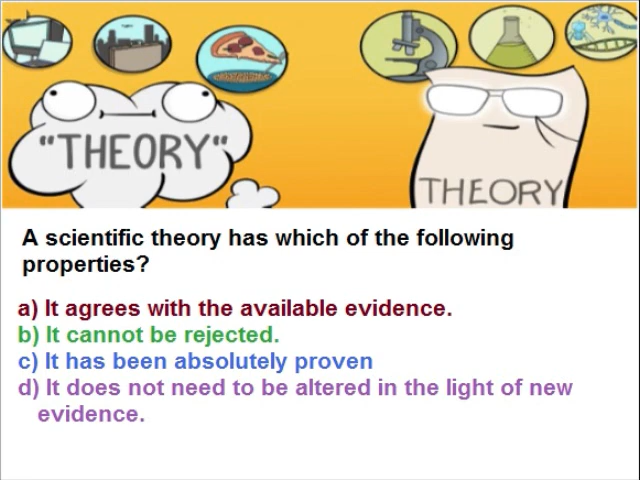 "THEORY"
THEORY
A scientific theory has which of the following
properties?
a) It agrees with the available evidence.
b) It cannot be rejected.
c) It has been absolutely proven
d) It does not need to be altered in the light of new
evidence.